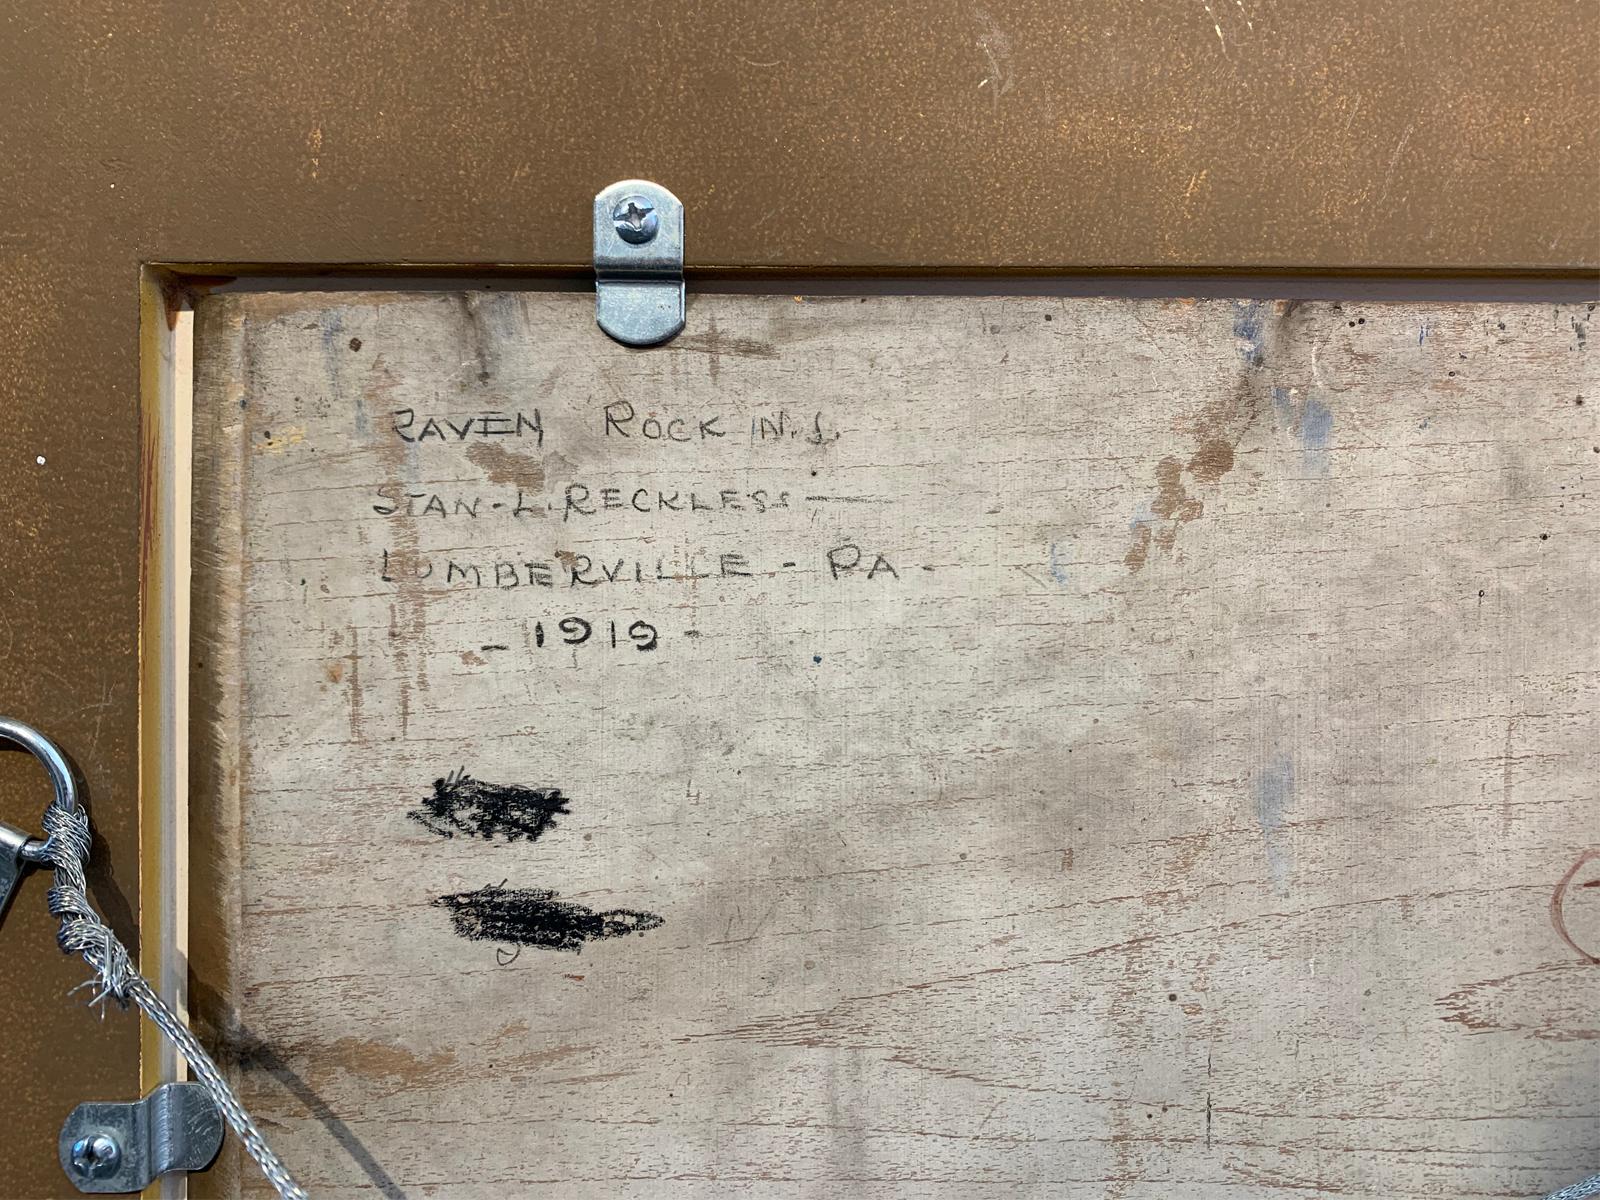 RAVEN ROCK N.J.
STAN-L. RECKLESS —
LUMBERVILLE - PA -
- 1919 -